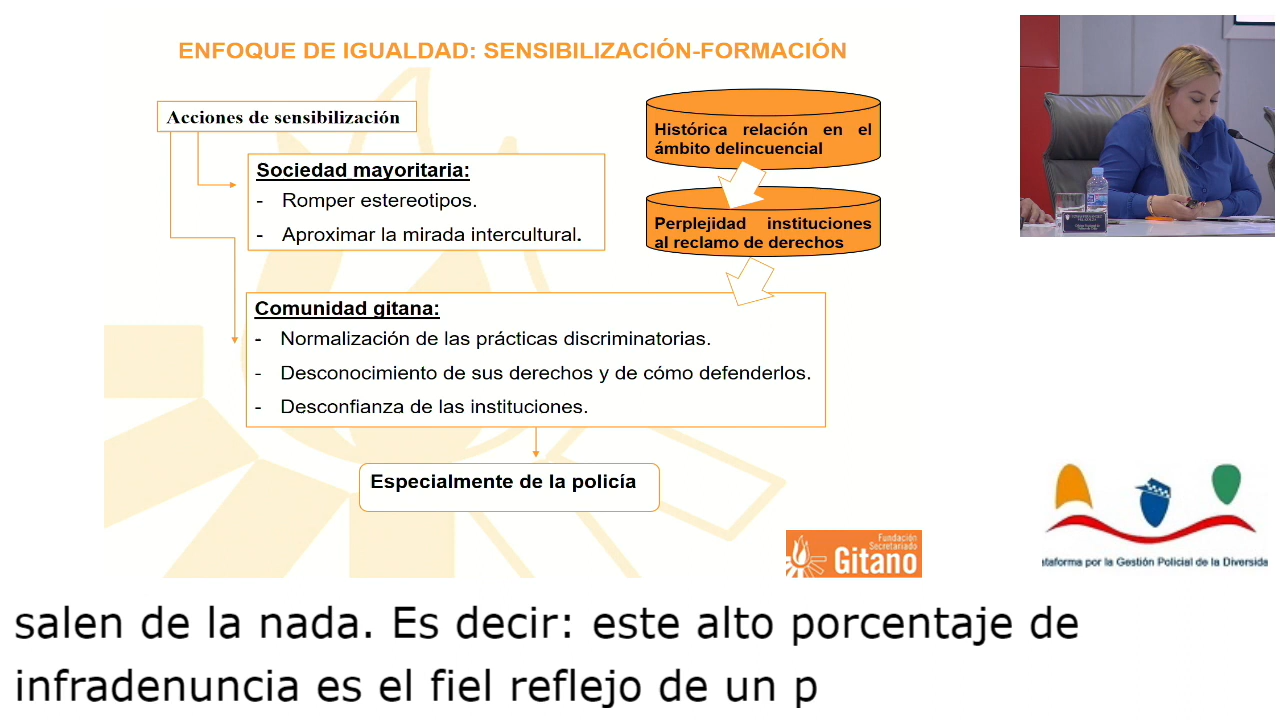 ENFOQUE DE IGUALDAD: SENSIBILIZACIÓN-FORMACIÓN
Acciones de sensibilización
Sociedad mayoritaria:
- Romper estereotipos.
- Aproximar la mirada intercultural.
Histórica relación en el
ámbito delincuencial
Perplejidad instituciones
al reclamo de derechos
Comunidad gitana:
- Normalización de las prácticas discriminatorias.
- Desconocimiento de sus derechos y de cómo defenderlos.
- Desconfianza de las instituciones.
Especialmente de la policía
Fundación
Secretariado
Gitano
ataforma por la Gestión Policial de la Diversida
salen de la nada. Es decir: este alto porcentaje de
infradenuncia es el fiel reflejo de un p